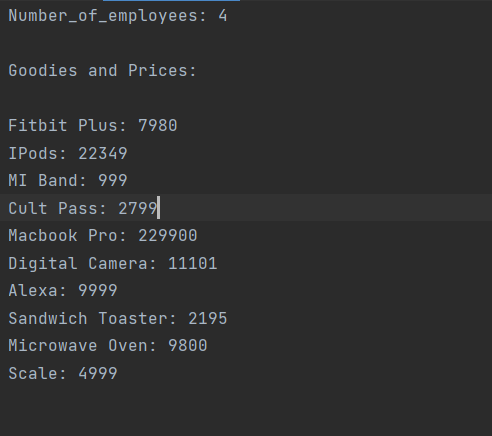 Number_of_employees: 4
Goodies and Prices:
Fitbit Plus: 7980
IPods: 22349
MI Band: 999
Cult Pass: 2799
Macbook Pro: 229900
Digital Camera: 11101
Alexa: 9999
Sandwich Toaster: 2195
Microwave Oven: 9800
Scale: 4999